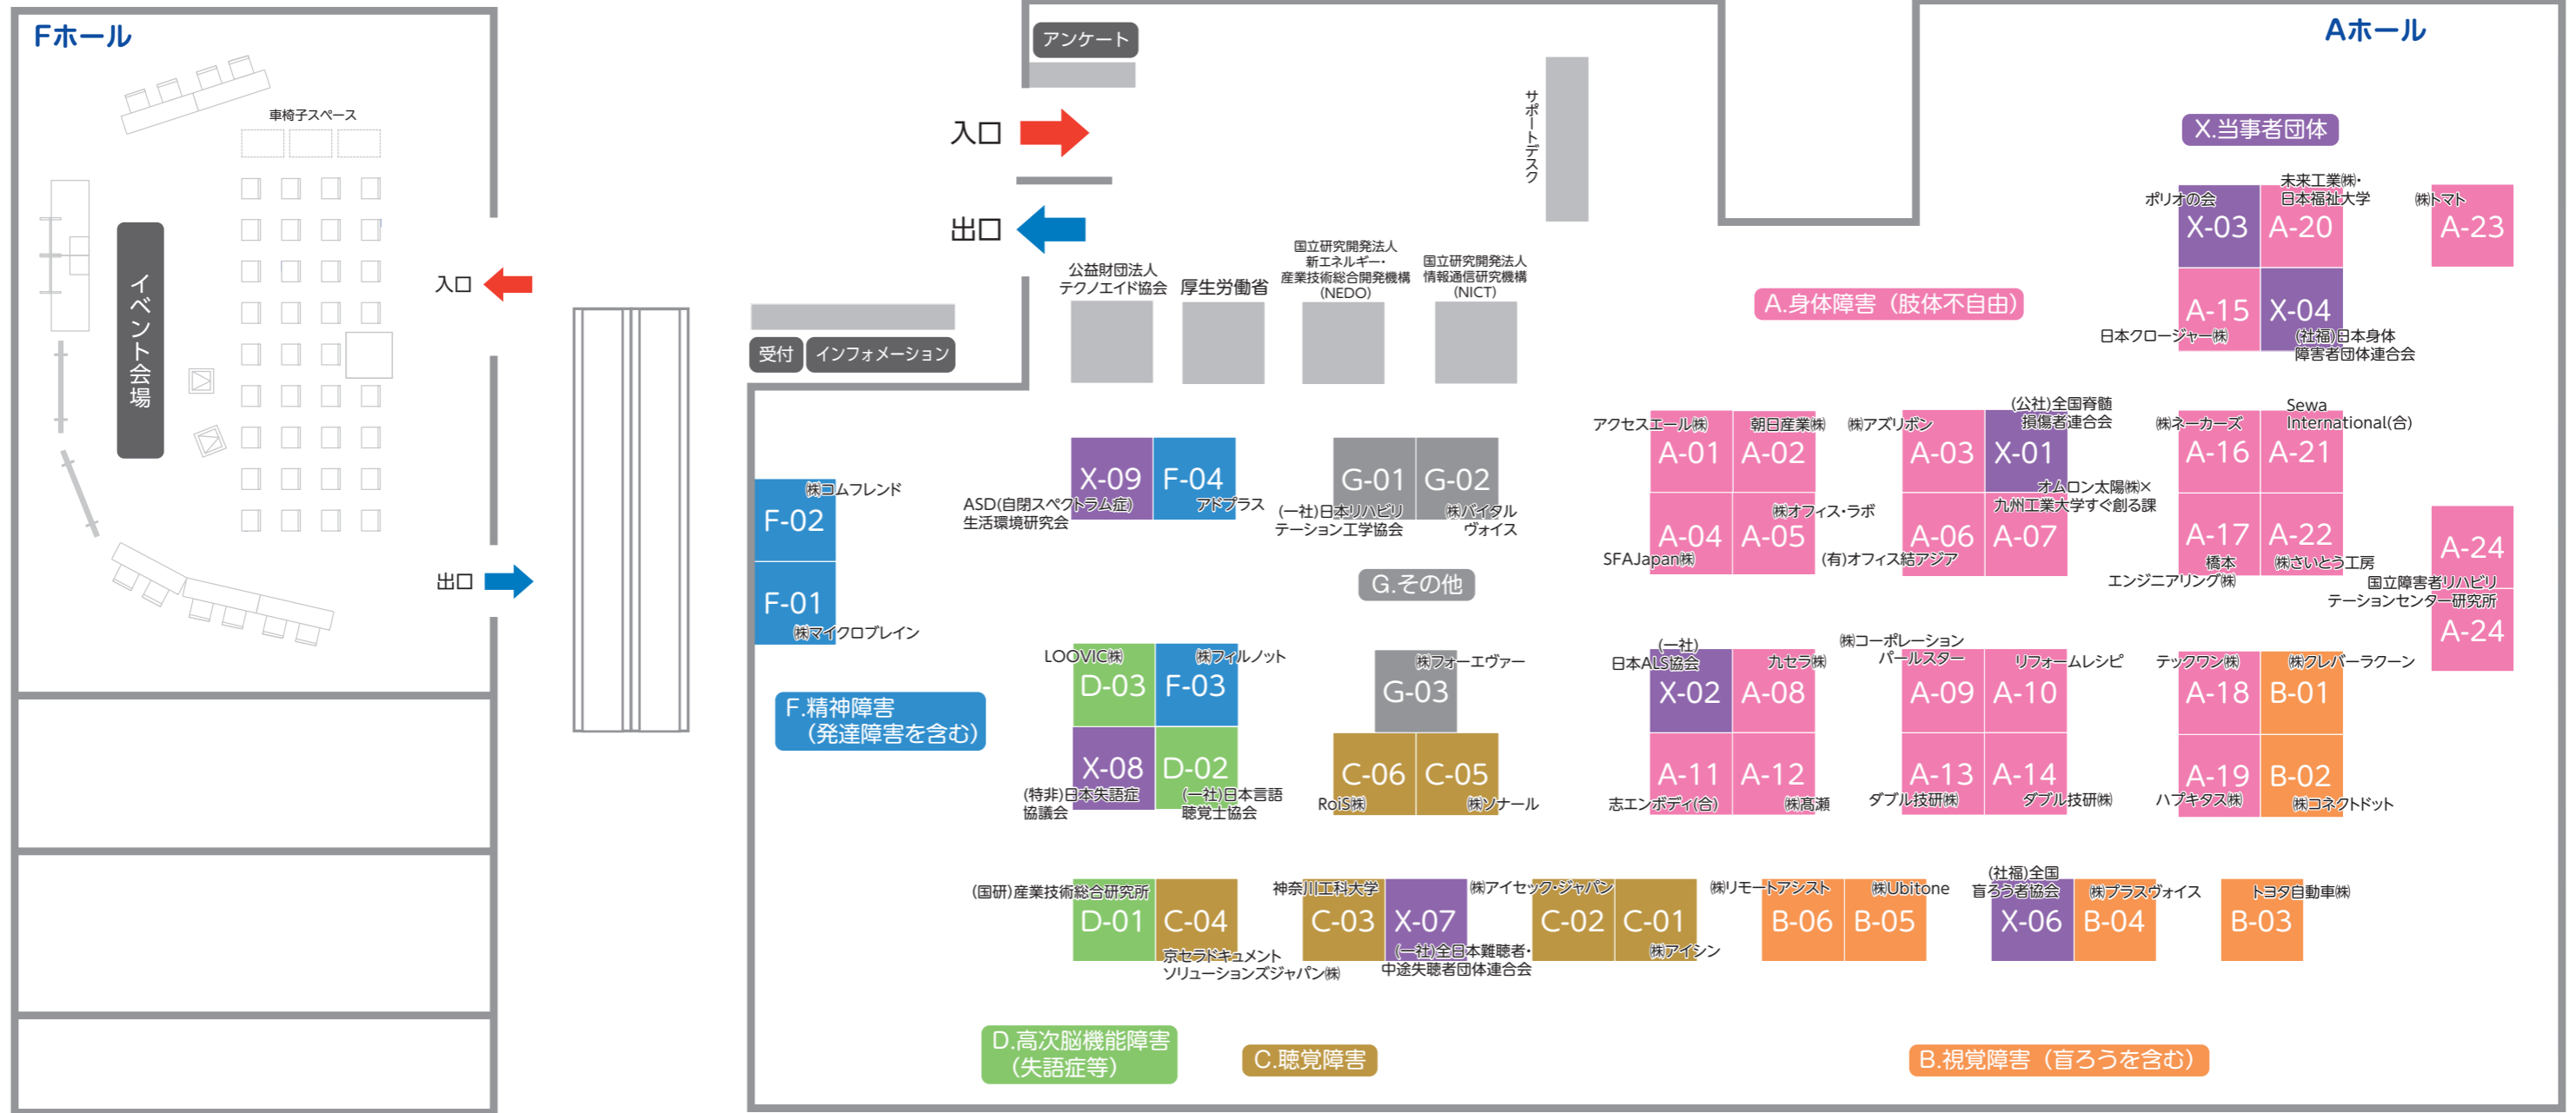 Fホール
車椅子スペース
イベント会場
入口
出口
受付
インフォメーション
アンケート
入口
出口
サポートデスク
Aホール
公益財団法人
テクノエイド協会
厚生労働省
国立研究開発法人
新エネルギー・
産業技術総合開発機構
(NEDO)
国立研究開発法人
情報通信研究機構
(NICT)
X.当事者団体
ポリオの会
X-03
未来工業㈱・
日本福祉大学
A-20
㈱トマト
A-23
A-15
日本クロージャー㈱
X-04
(社福)日本身体
障害者団体連合会
A.身体障害（肢体不自由）
㈱コムフレンド
F-02
F-01
㈱マイクロブレイン
X-09
ASD(自閉スペクトラム症)
生活環境研究会
F-04
アドプラス
G-01
(一社)日本リハビリ
テーション工学協会
G-02
㈱バイタル
ヴォイス
G.その他
アクセスエール㈱
A-01
朝日産業㈱
A-02
A-04
SFAJapan㈱
㈱オフィス・ラボ
A-05
㈱アズリボン
A-03
(公社)全国脊髄
損傷者連合会
X-01
A-06
(有)オフィス結アジア
オムロン太陽㈱×
九州工業大学すぐ創る課
A-07
㈱ネーカーズ
A-16
Sewa
International(合)
A-21
A-17
橋本
エンジニアリング㈱
A-22
㈱さいとう工房
A-24
国立障害者リハビリ
テーションセンター研究所
A-24
F.精神障害
（発達障害を含む）
LOOVIC㈱
D-03
㈱フィルノット
F-03
X-08
(特非)日本失語症
協議会
D-02
(一社)日本言語
聴覚士協会
㈱フォーエヴァー
G-03
C-06
RoiS㈱
C-05
㈱ソナール
(一社)
日本ALS協会
X-02
九セラ㈱
A-08
A-11
志エンボディ(合)
A-12
㈱髙瀬
㈱コーポレーション
パールスター
A-09
リフォームレシピ
A-10
A-13
ダブル技研㈱
A-14
ダブル技研㈱
テックワン㈱
A-18
㈱クレバーラクーン
B-01
A-19
ハプキタス㈱
B-02
㈱コネクトドット
(国研)産業技術総合研究所
D-01
C-04
京セラドキュメント
ソリューションズジャパン㈱
神奈川工科大学
C-03
X-07
(一社)全日本難聴者・
中途失聴者団体連合会
㈱アイセック・ジャパン
C-02
C-01
㈱アイシン
㈱リモートアシスト
B-06
㈱Ubitone
B-05
(社福)全国
盲ろう者協会
X-06
㈱プラスヴォイス
B-04
トヨタ自動車㈱
B-03
D.高次脳機能障害
（失語症等）
C.聴覚障害
B.視覚障害（盲ろうを含む）